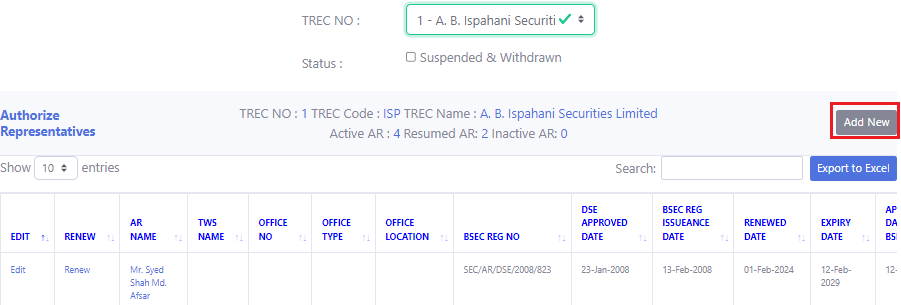 TREC NO :
1 - A. B. Ispahani Securiti
Status :
Suspended & Withdrawn
Authorize
Representatives
TREC NO : 1 TREC Code : ISP TREC Name : A. B. Ispahani Securities Limited
Active AR : 4 Resumed AR: 2 Inactive AR: 0
Add New
Show 10 entries
Search:
Export to Excel
EDIT
RENEW
AR
NAME
TWS
NAME
OFFICE
NO
OFFICE
TYPE
OFFICE
LOCATION
BSEC REG NO
DSE
APPROVED
DATE
BSEC REG
ISSUEANCE
DATE
RENEWED
DATE
EXPIRY
DATE
AP
DA
BS
Edit
Renew
Mr. Syed
Shah Md.
Afsar
SEC/AR/DSE/2008/823
23-Jan-2008
13-Feb-2008
01-Feb-2024
12-Feb-
2029
12-